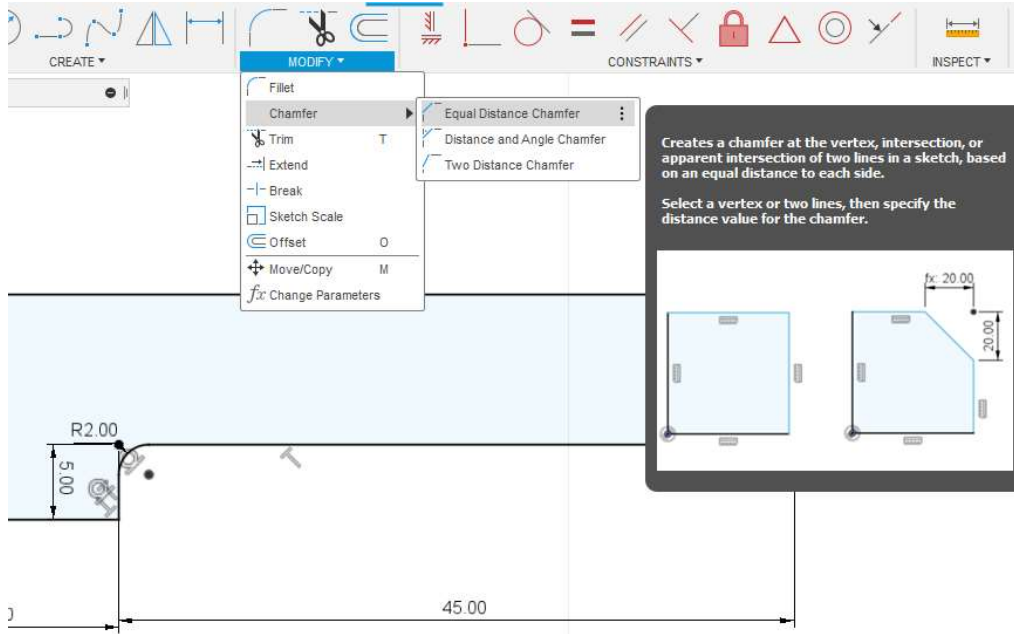 CREATE ▾
MODIFY ▾
CONSTRAINTS ▾
INSPECT ▾
Fillet
Chamfer
Trim T
Extend
Break
Sketch Scale
Offset O
Move/Copy M
fx Change Parameters
Equal Distance Chamfer
Distance and Angle Chamfer
Two Distance Chamfer
Creates a chamfer at the vertex, intersection, or
apparent intersection of two lines in a sketch, based
on an equal distance to each side.
Select a vertex or two lines, then specify the
distance value for the chamfer.
fx: 20.00
20.00
R2.00
5.00
45.00